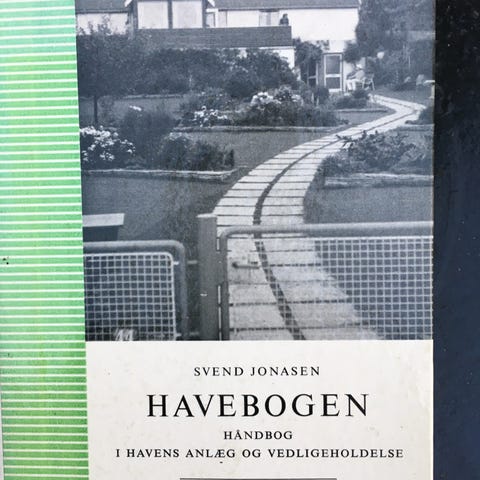 SVEND JONASEN
HAVEBOGEN
HÅNDBOG
I HAVENS ANLÆG OG VEDLIGEHOLDELSE